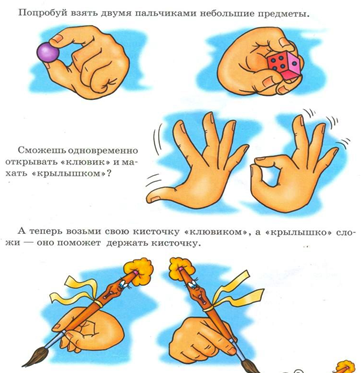 Попробуй взять двумя пальчиками небольшие предметы.
Сможешь одновременно
открывать «клювик» и ма-
хать «крылышком»?
А теперь возьми свою кисточку «клювиком», а «крылышко» сло-
жи — оно поможет держать кисточку.